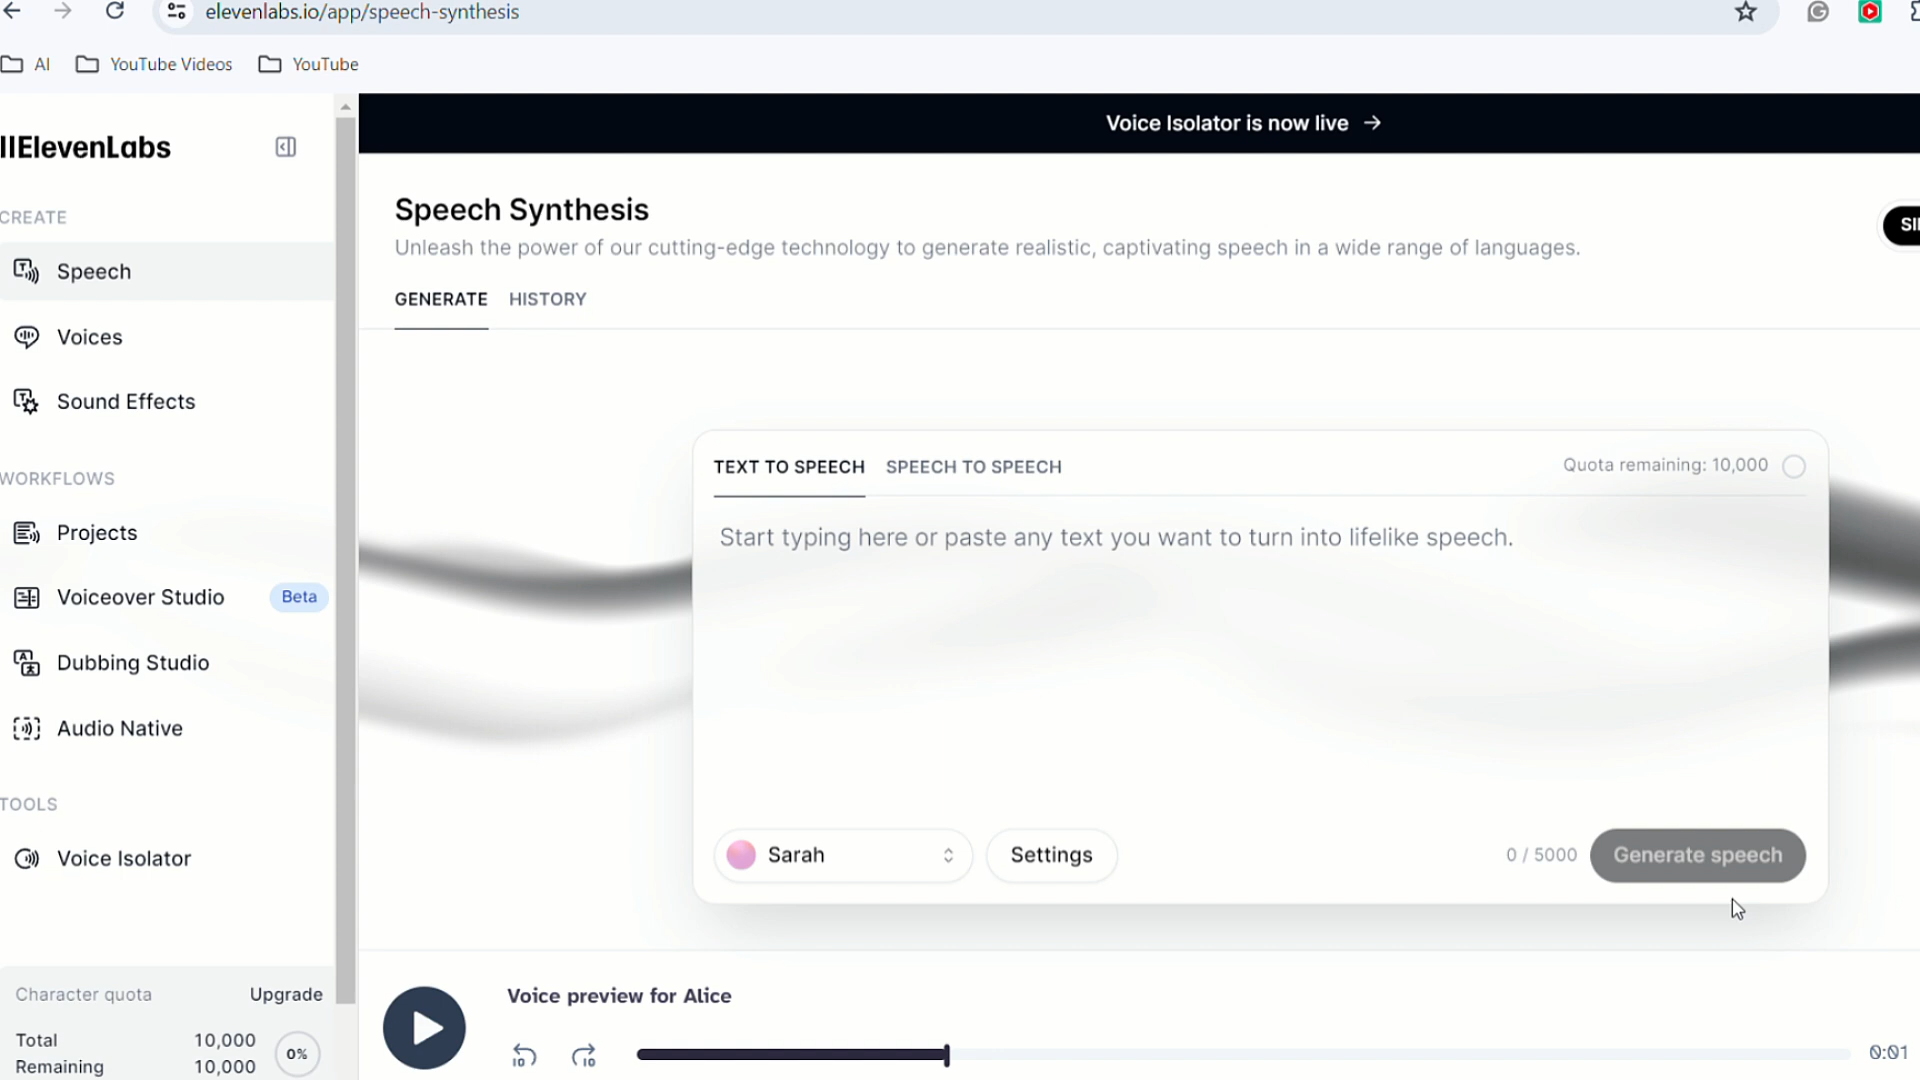 elevenlabs.io/app/speech-synthesis
AI
YouTube Videos
YouTube
IIElevenLabs
CREATE
Speech
Voices
Sound Effects
WORKFLOWS
Projects
Voiceover Studio
Beta
Dubbing Studio
Audio Native
TOOLS
Voice Isolator
Character quota
Upgrade
Total
10,000
Remaining
10,000
0%
Voice Isolator is now live →
Speech Synthesis
Unleash the power of our cutting-edge technology to generate realistic, captivating speech in a wide range of languages.
GENERATE
HISTORY
TEXT TO SPEECH
SPEECH TO SPEECH
Quota remaining: 10,000
Start typing here or paste any text you want to turn into lifelike speech.
Sarah
Settings
0 / 5000
Generate speech
Voice preview for Alice
10
10
0:01